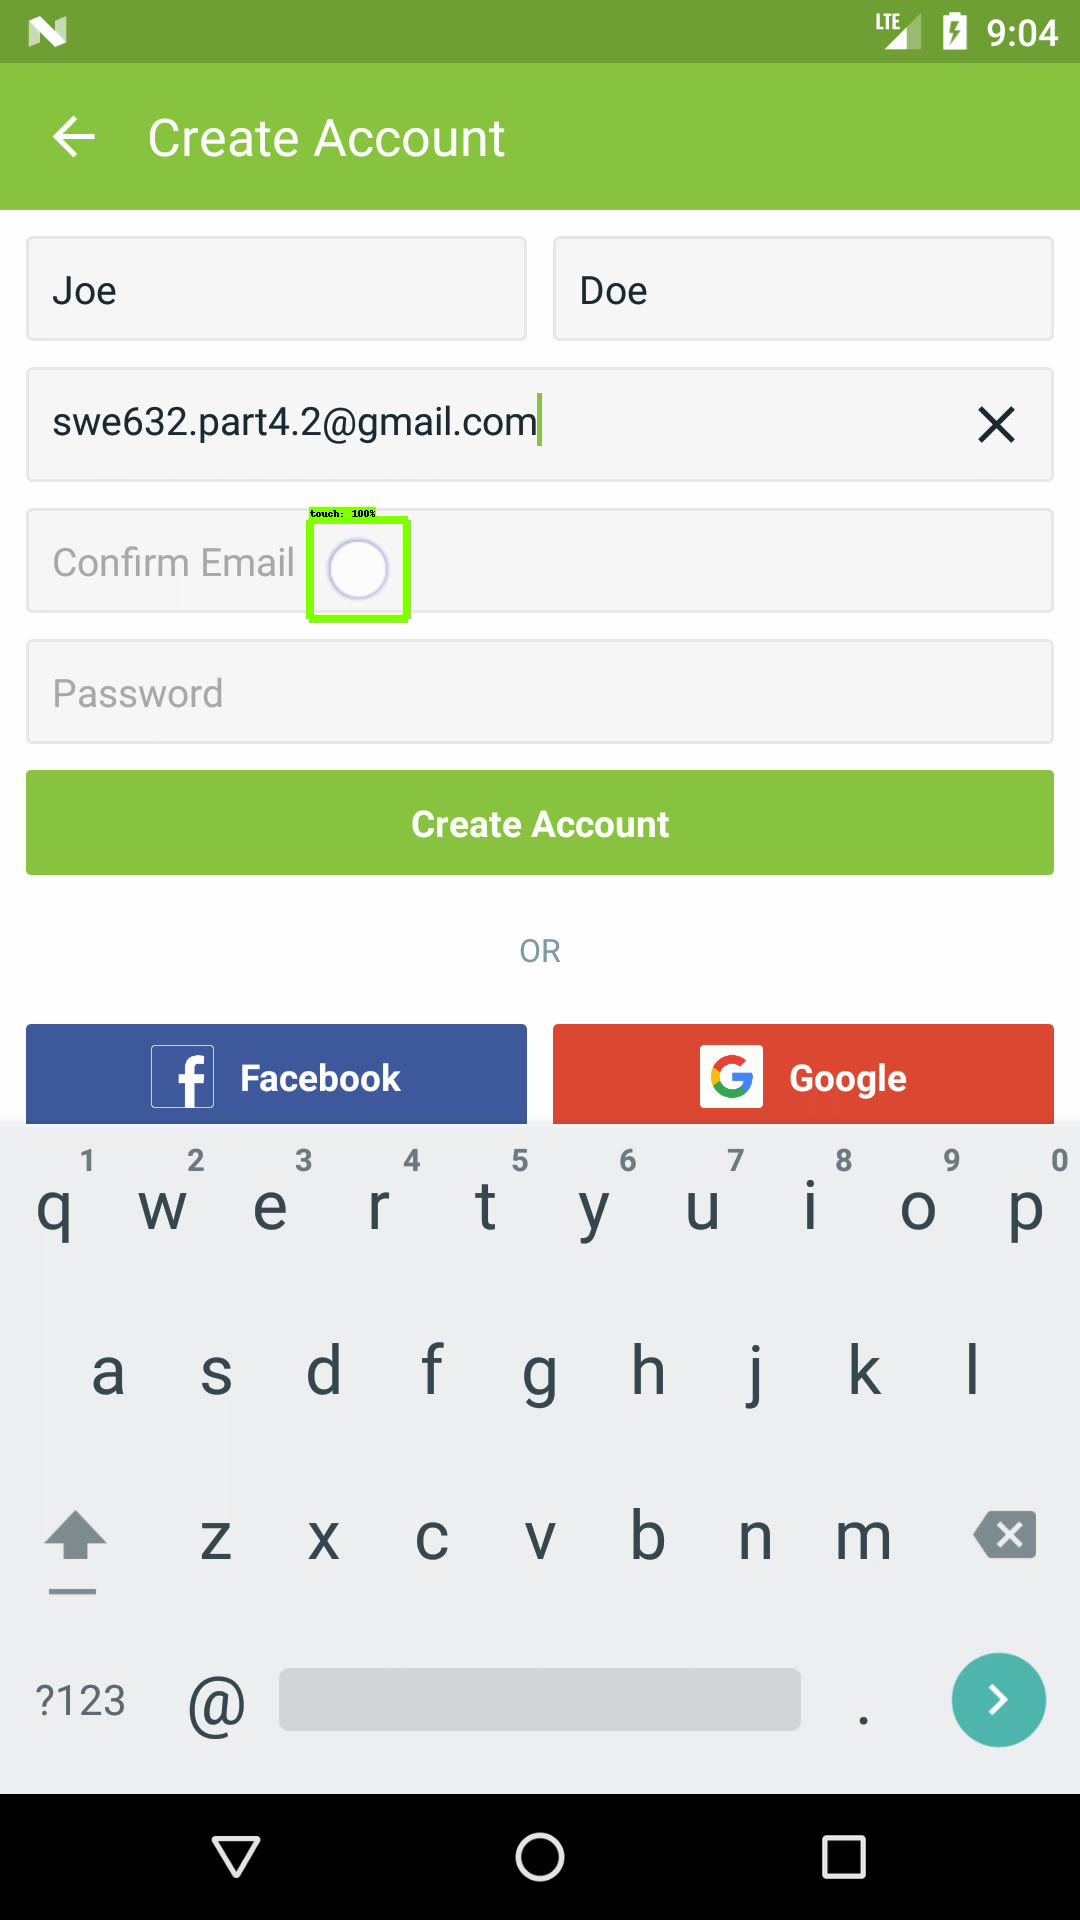 LTE 9:04
Create Account
Joe Doe
swe632.part4.2@gmail.com
touch: 100%
Confirm Email
Password
Create Account
OR
f Facebook G Google
1 2 3 4 5 6 7 8 9 0
q w e r t y u i o p
a s d f g h j k l
z x c v b n m
?123 @ .